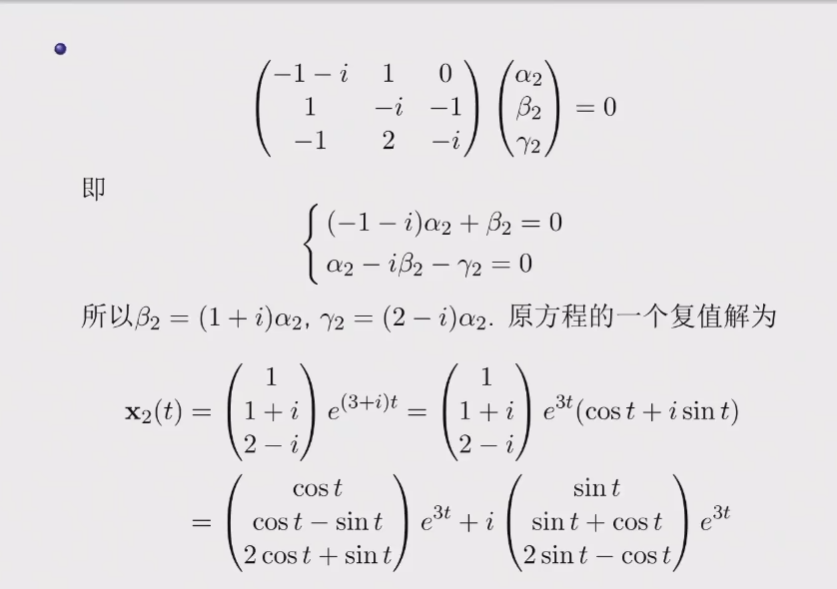 $$\begin{pmatrix} -1-i & 1 & 0 \\ 1 & -i & -1 \\ -1 & 2 & -i \end{pmatrix} \begin{pmatrix} \alpha_2 \\ \beta_2 \\ \gamma_2 \end{pmatrix} = 0$$
即
$$\begin{cases} (-1-i)\alpha_2 + \beta_2 = 0 \\ \alpha_2 - i\beta_2 - \gamma_2 = 0 \end{cases}$$
所以$\beta_2 = (1+i)\alpha_2$, $\gamma_2 = (2-i)\alpha_2$. 原方程的一个复值解为
$$\mathbf{x}_2(t) = \begin{pmatrix} 1 \\ 1+i \\ 2-i \end{pmatrix} e^{(3+i)t} = \begin{pmatrix} 1 \\ 1+i \\ 2-i \end{pmatrix} e^{3t}(\cos t + i \sin t)$$
$$= \begin{pmatrix} \cos t \\ \cos t - \sin t \\ 2\cos t + \sin t \end{pmatrix} e^{3t} + i \begin{pmatrix} \sin t \\ \sin t + \cos t \\ 2\sin t - \cos t \end{pmatrix} e^{3t}$$